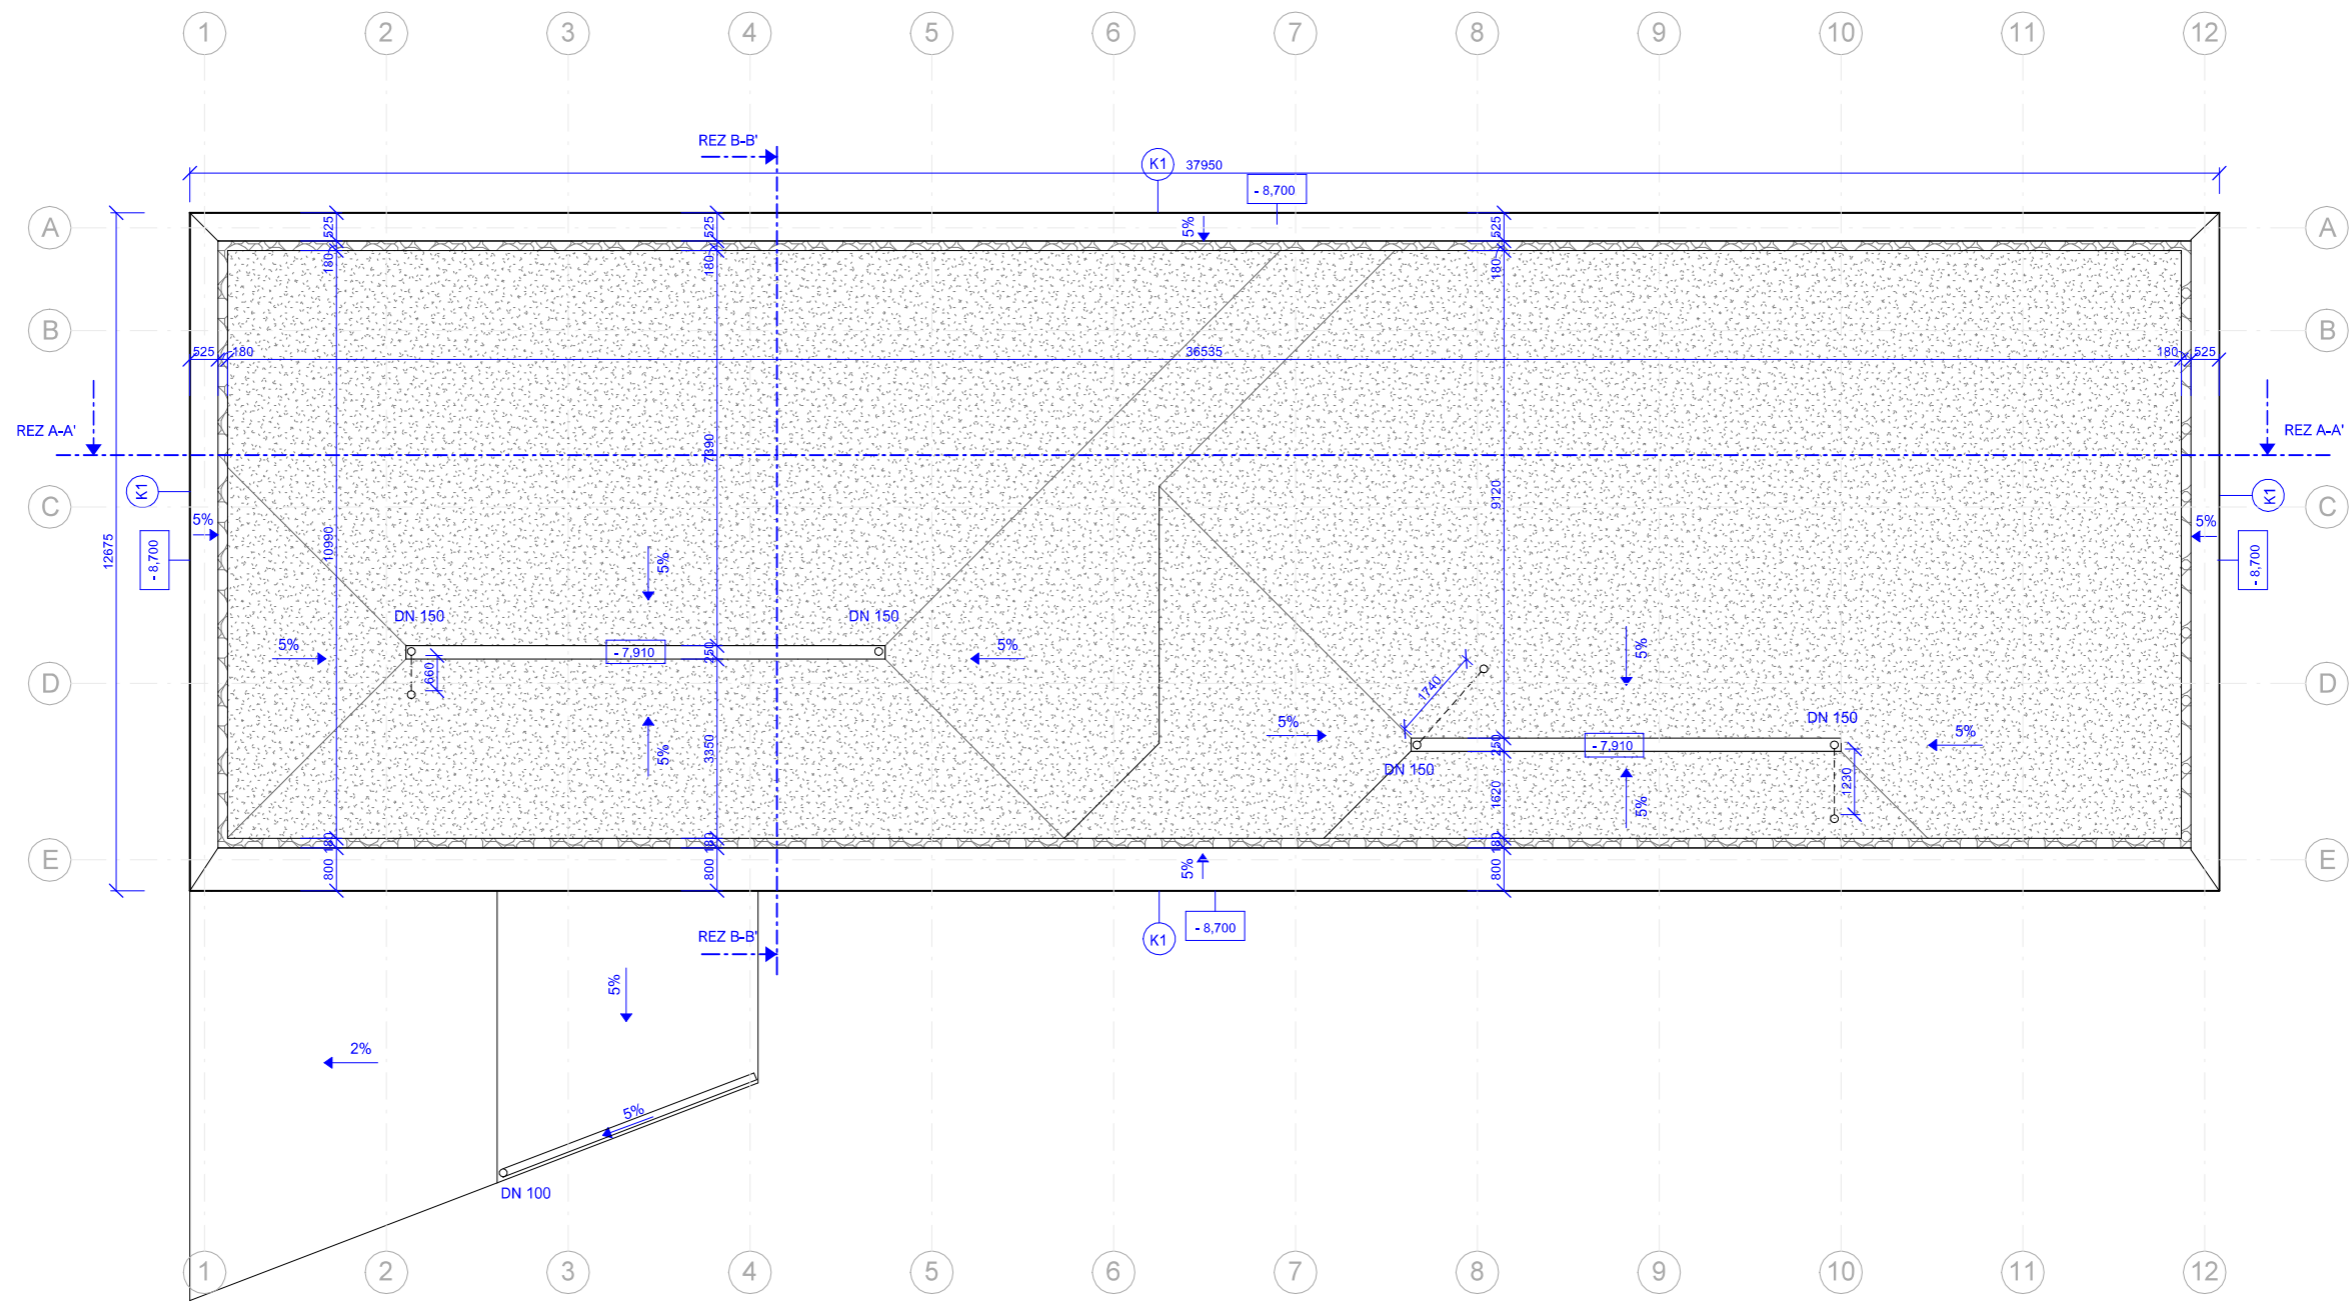 1 2 3 4 5 6 7 8 9 10 11 12
REZ B-B'
K1
37950
- 8,700
A
525
525
5%
525
A
180
180
180
B
B
525
180
36535
180
525
REZ A-A'
7390
REZ A-A'
K1
9120
K1
C
C
5%
5%
12675
- 8,700
10990
5%
- 8,700
DN 150
DN 150
5%
- 7,910
250
5%
5%
660
1740
D
D
5%
DN 150
3350
5%
5%
250
- 7,910
5%
DN 150
1230
1620
5%
180
180
180
E
800
800
5%
800
E
REZ B-B'
K1
- 8,700
5%
2%
5%
DN 100
1 2 3 4 5 6 7 8 9 10 11 12